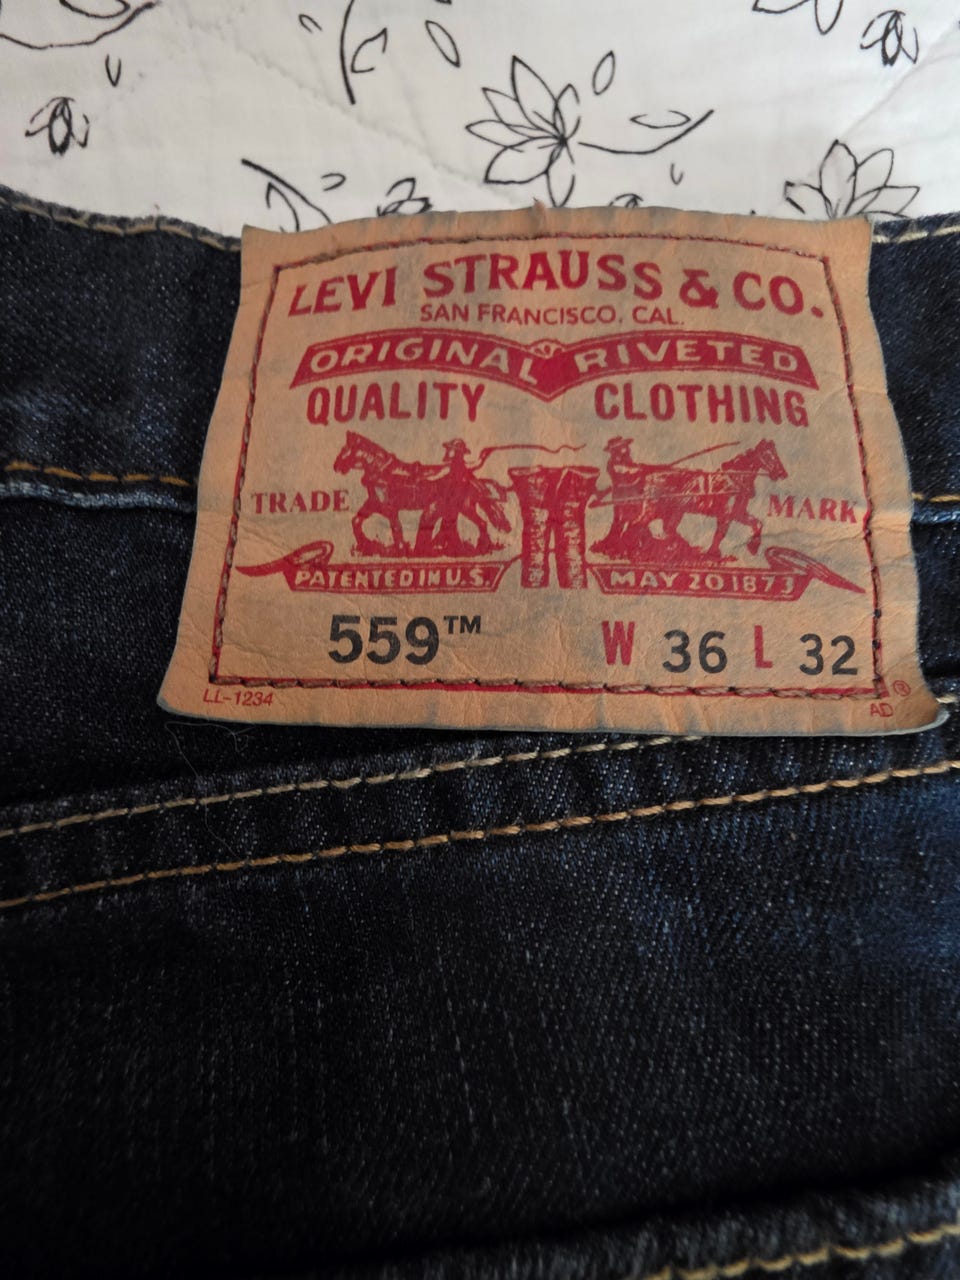 LEVI STRAUSS & CO.
SAN FRANCISCO, CAL.
ORIGINAL RIVETED
QUALITY CLOTHING
TRADE MARK
PATENTED IN U.S. MAY 20 1873
559™ W 36 L 32
LL-1234 AD ®